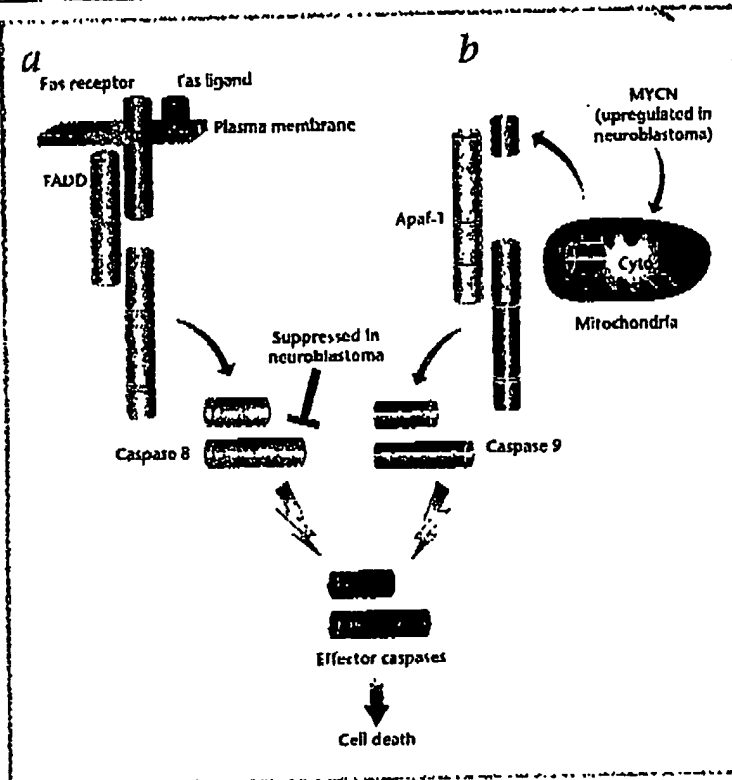 a
Fas receptor
Fas ligand
Plasma membrane
FADD
b
MYCN
(upregulated in
neuroblastoma)
Apaf-1
Cyto
Mitochondria
Suppressed in
neuroblastoma
Caspase 8
Caspase 9
Effector caspases
Cell death